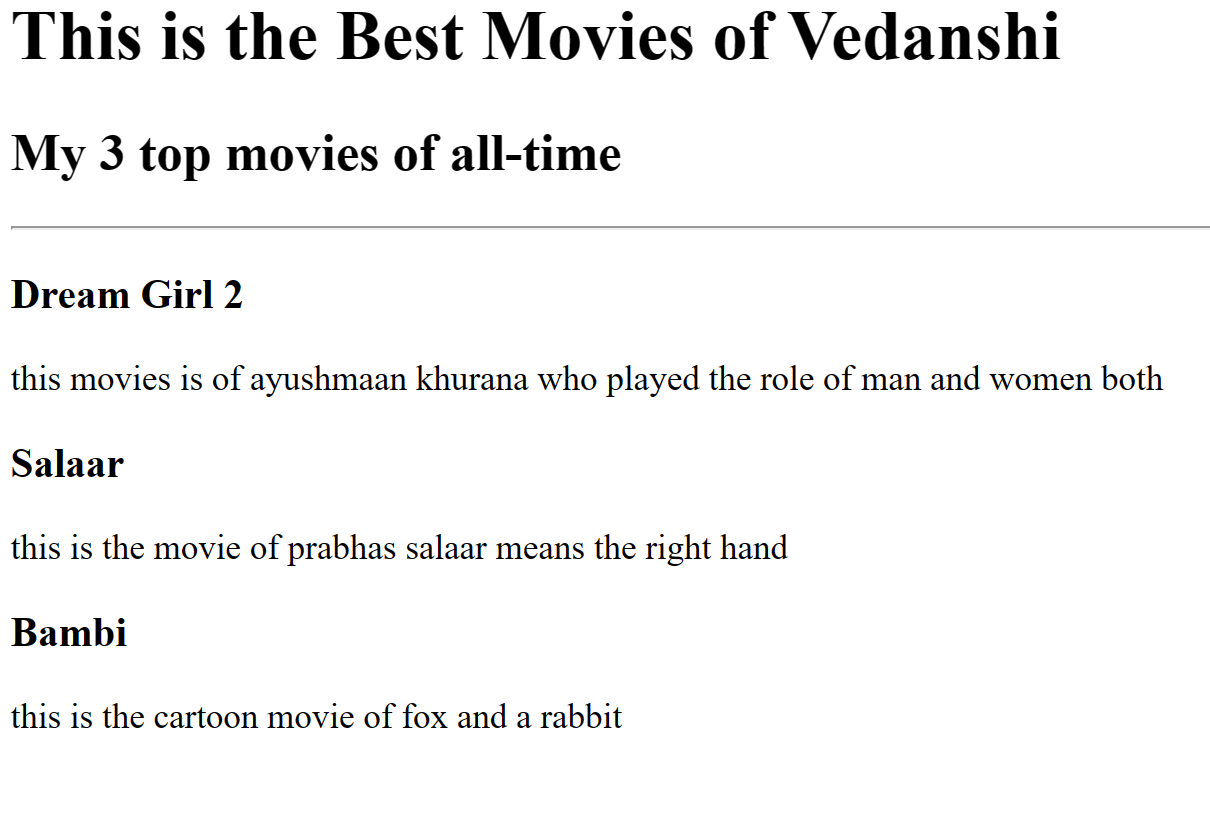 This is the Best Movies of Vedanshi
My 3 top movies of all-time
Dream Girl 2
this movies is of ayushmaan khurana who played the role of man and women both
Salaar
this is the movie of prabhas salaar means the right hand
Bambi
this is the cartoon movie of fox and a rabbit